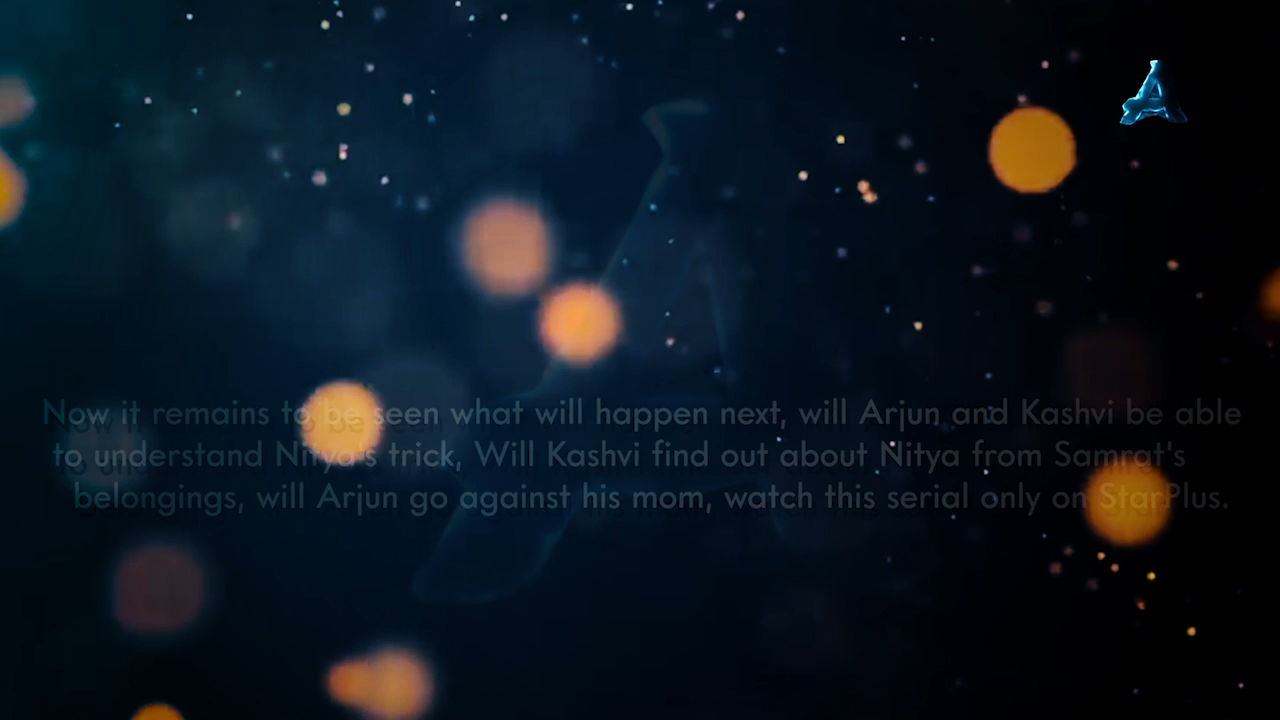 A
Now it remains to be seen what will happen next, will Arjun and Kashvi be able
to understand Nitya's trick, Will Kashvi find out about Nitya from Samrat's
belongings, will Arjun go against his mom, watch this serial only on StarPlus.